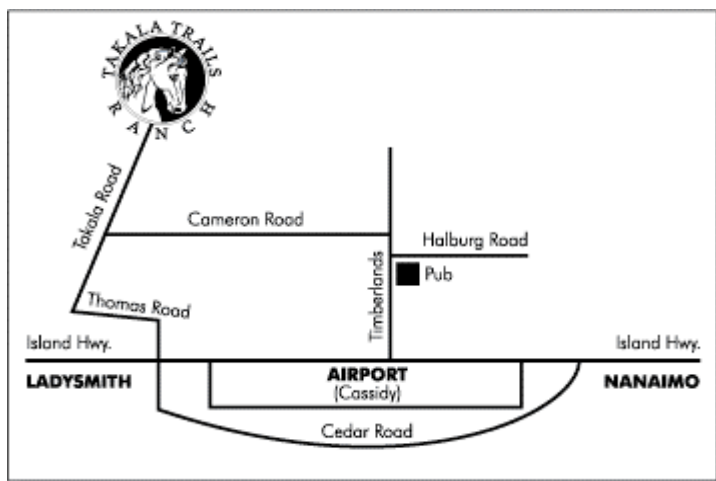 TAKALA TRAILS
RANCH
Takala Road
Cameron Road
Halburg Road
Timberlands
Pub
Thomas Road
Island Hwy.
Island Hwy.
LADYSMITH
AIRPORT
(Cassidy)
NANAIMO
Cedar Road